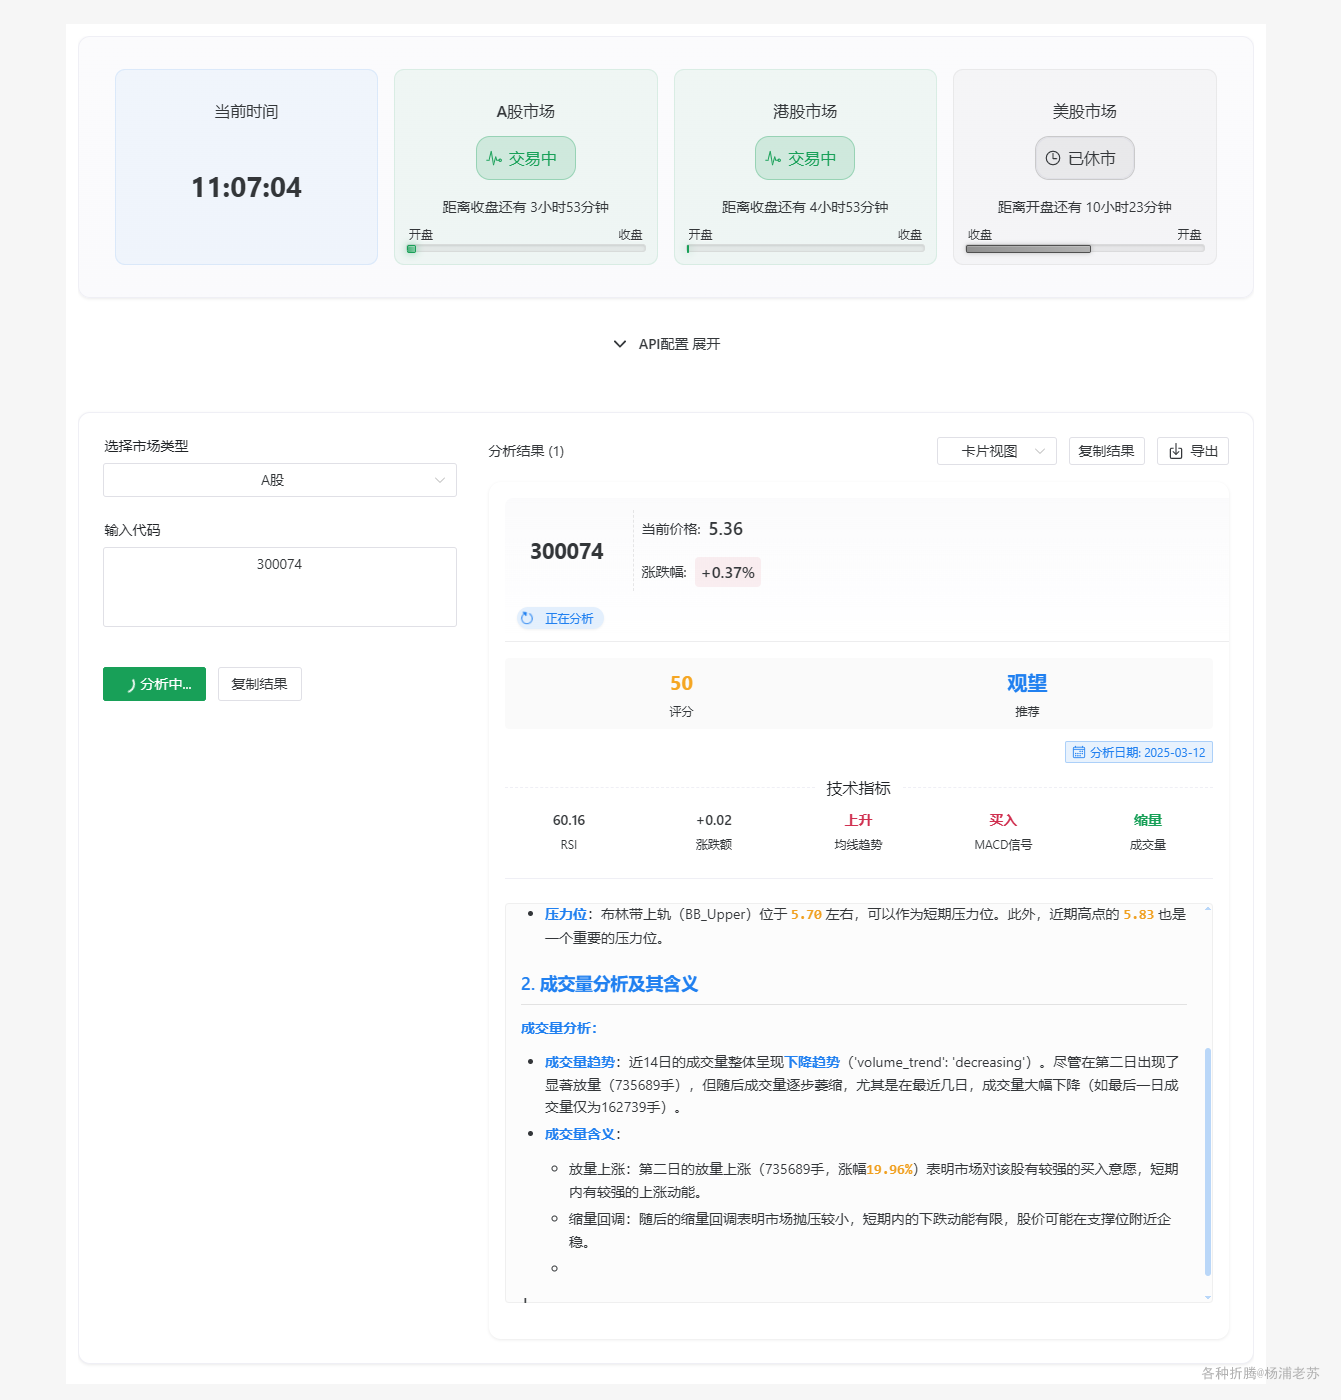 当前时间
11:07:04
A股市场
交易中
距离收盘还有 3小时53分钟
开盘 收盘
港股市场
交易中
距离收盘还有 4小时53分钟
开盘 收盘
美股市场
已休市
距离开盘还有 10小时23分钟
收盘 开盘
API配置 展开
选择市场类型
A股
输入代码
300074
分析中...
复制结果
分析结果 (1)
卡片视图
复制结果
导出
300074
当前价格: 5.36
涨跌幅: +0.37%
正在分析
50
评分
观望
推荐
分析日期: 2025-03-12
技术指标
60.16
RSI
+0.02
涨跌额
上升
均线趋势
买入
MACD信号
缩量
成交量
压力位：布林带上轨（BB_Upper）位于 5.70 左右，可以作为短期压力位。此外，近期高点的 5.83 也是
一个重要的压力位。
2. 成交量分析及其含义
成交量分析：
成交量趋势：近14日的成交量整体呈现下降趋势（'volume_trend': 'decreasing'）。尽管在第二日出现了
显著放量（735689手），但随后成交量逐步萎缩，尤其是在最近几日，成交量大幅下降（如最后一日成
交量仅为162739手）。
成交量含义：
放量上涨：第二日的放量上涨（735689手，涨幅19.96%）表明市场对该股有较强的买入意愿，短期
内有较强的上涨动能。
缩量回调：随后的缩量回调表明市场抛压较小，短期内的下跌动能有限，股价可能在支撑位附近企
稳。
各种折腾@杨浦老苏